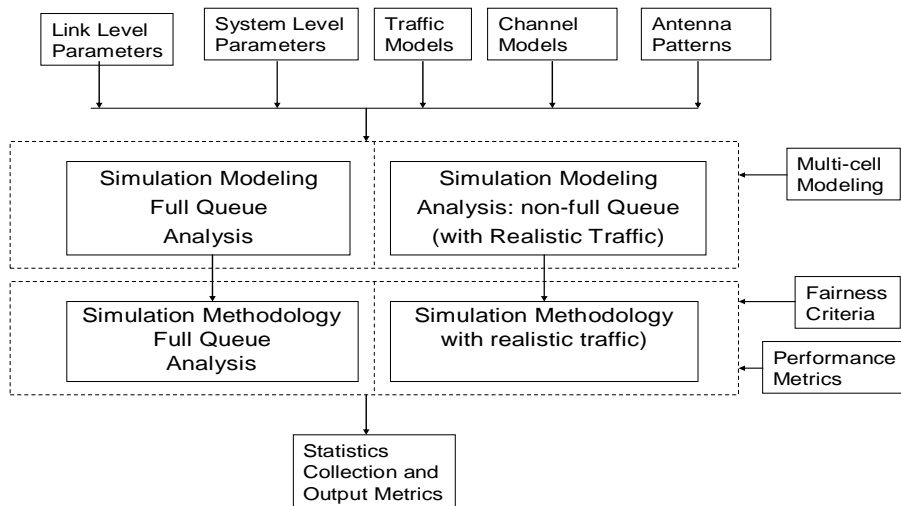 Link Level
Parameters
System Level
Parameters
Traffic
Models
Channel
Models
Antenna
Patterns
Simulation Modeling
Full Queue
Analysis
Simulation Modeling
Analysis: non-full Queue
(with Realistic Traffic)
Multi-cell
Modeling
Simulation Methodology
Full Queue
Analysis
Simulation Methodology
with realistic traffic)
Fairness
Criteria
Performance
Metrics
Statistics
Collection and
Output Metrics